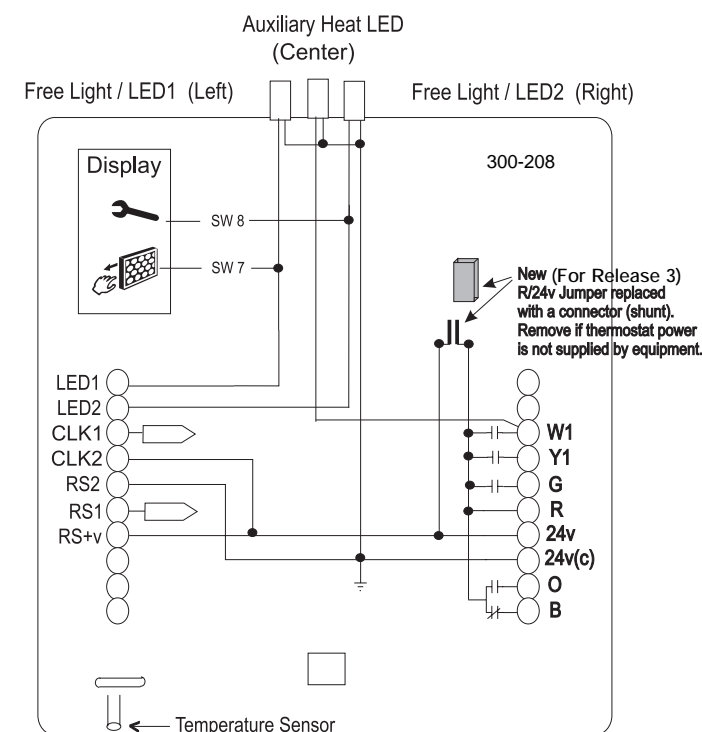 Auxiliary Heat LED
(Center)
Free Light / LED1 (Left)
Free Light / LED2 (Right)
Display
300-208
SW 8
SW 7
New (For Release 3)
R/24v Jumper replaced
with a connector (shunt).
Remove if thermostat power
is not supplied by equipment.
LED1
LED2
CLK1
CLK2
RS2
RS1
RS+v
W1
Y1
G
R
24v
24v(c)
O
B
Temperature Sensor